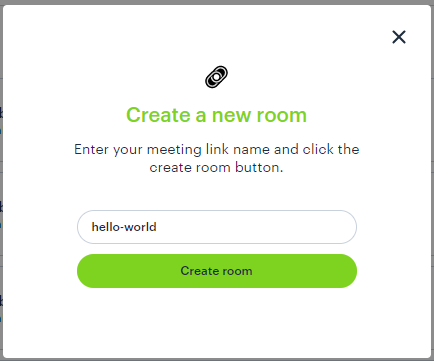 Create a new room
Enter your meeting link name and click the
create room button.
hello-world
Create room